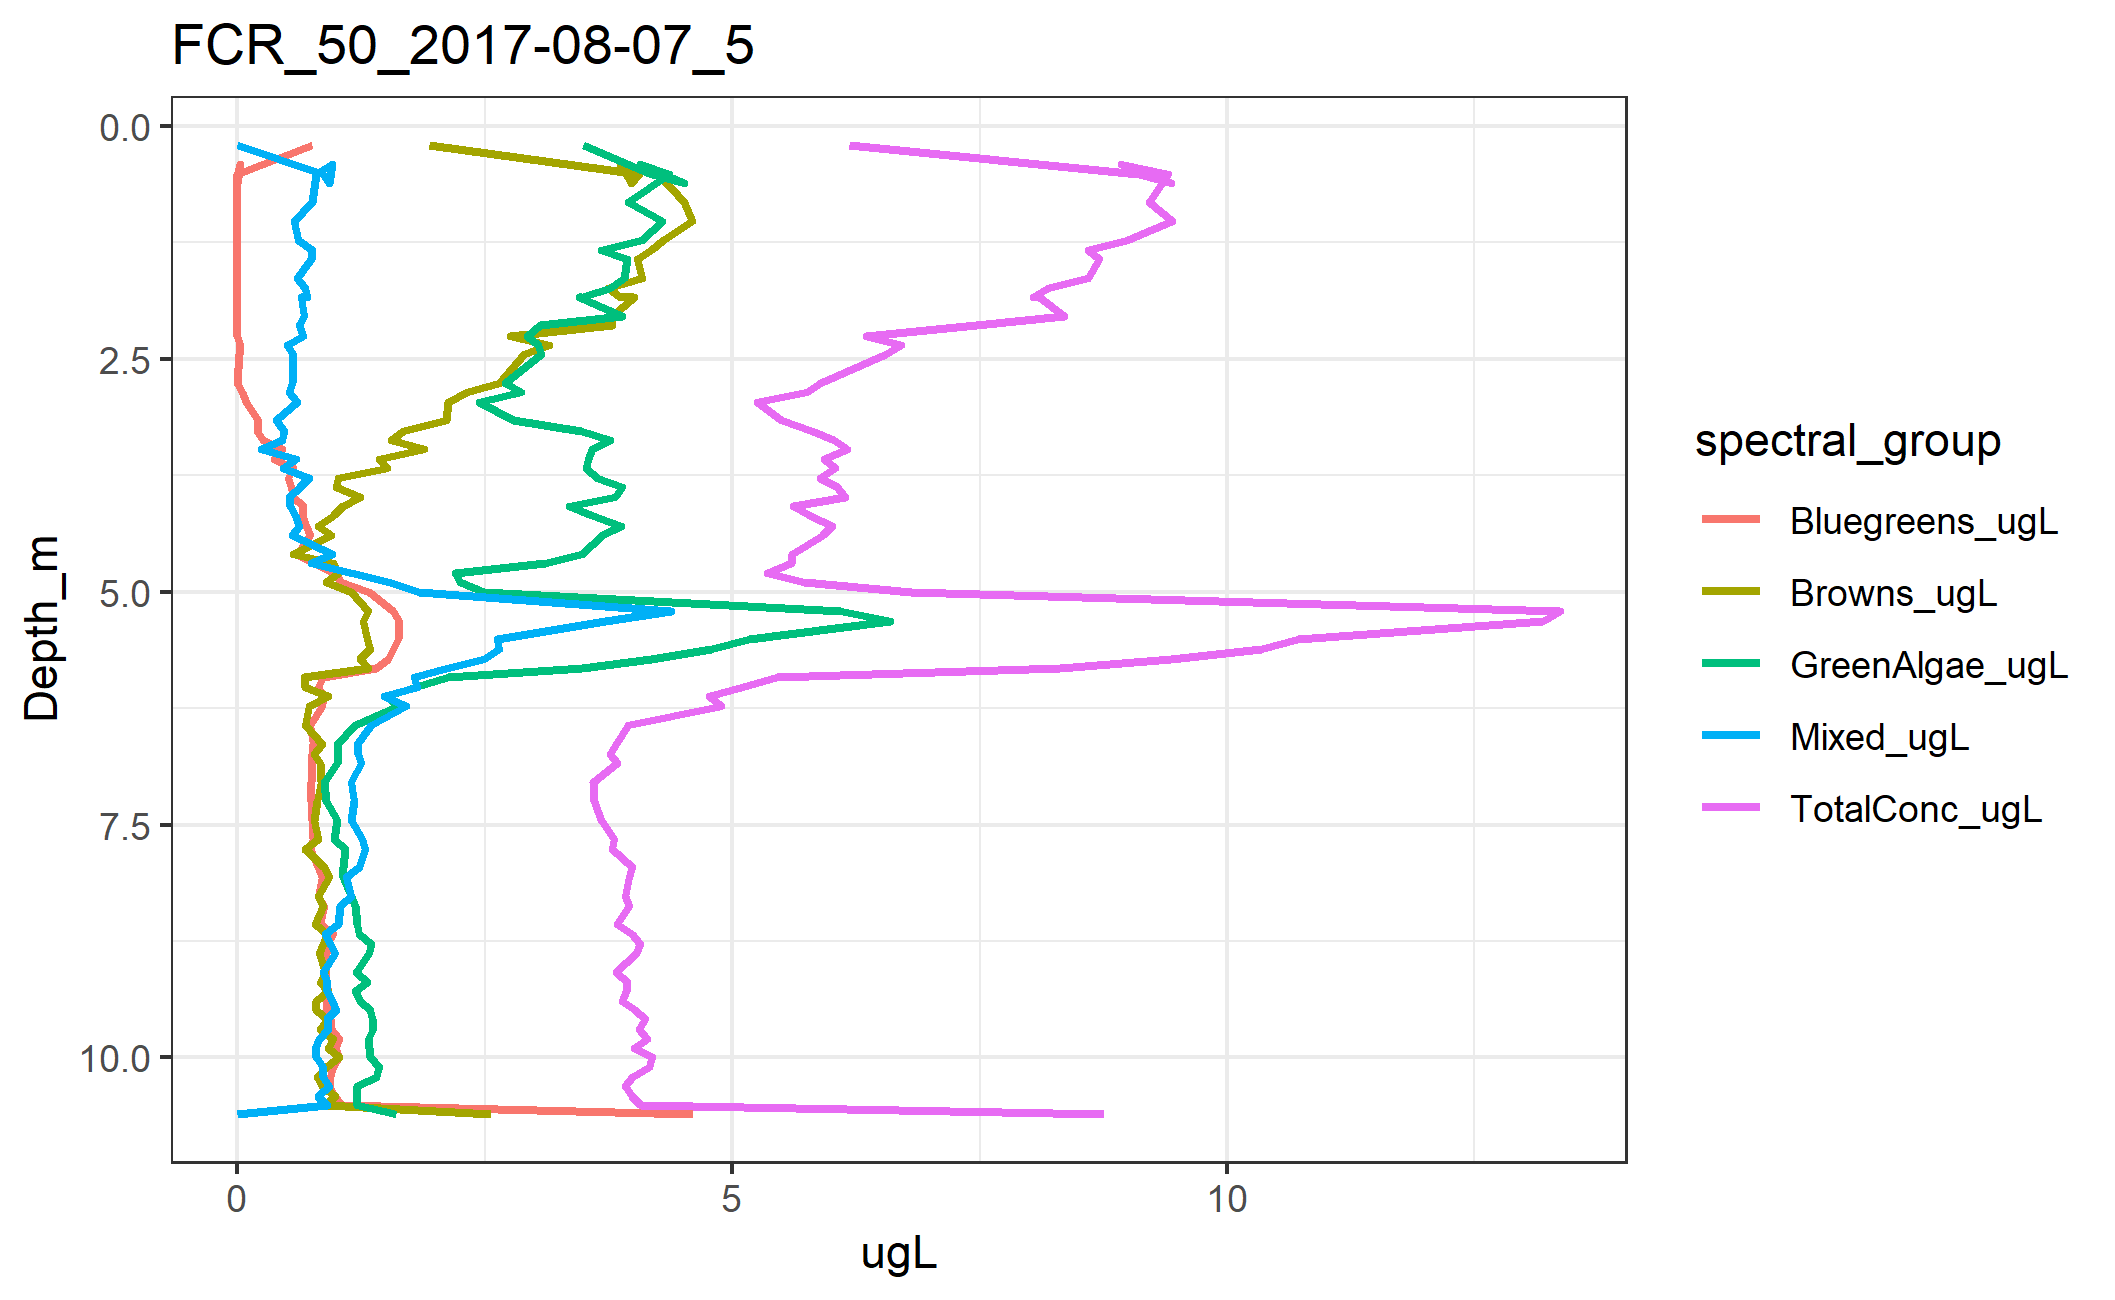 FCR_50_2017-08-07_5
0.0
2.5
5.0
7.5
10.0
Depth_m
0
5
10
ugL
spectral_group
Bluegreens_ugL
Browns_ugL
GreenAlgae_ugL
Mixed_ugL
TotalConc_ugL